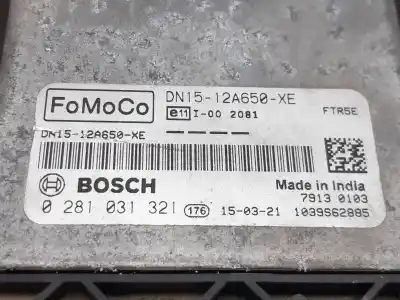 FoMoCo DN15-12A650-XE
e11 I-00 2081 FTR5E
DN15-12A650-XE
BOSCH Made in India
7913 0103
0 281 031 321 176 15-03-21 1039S62885